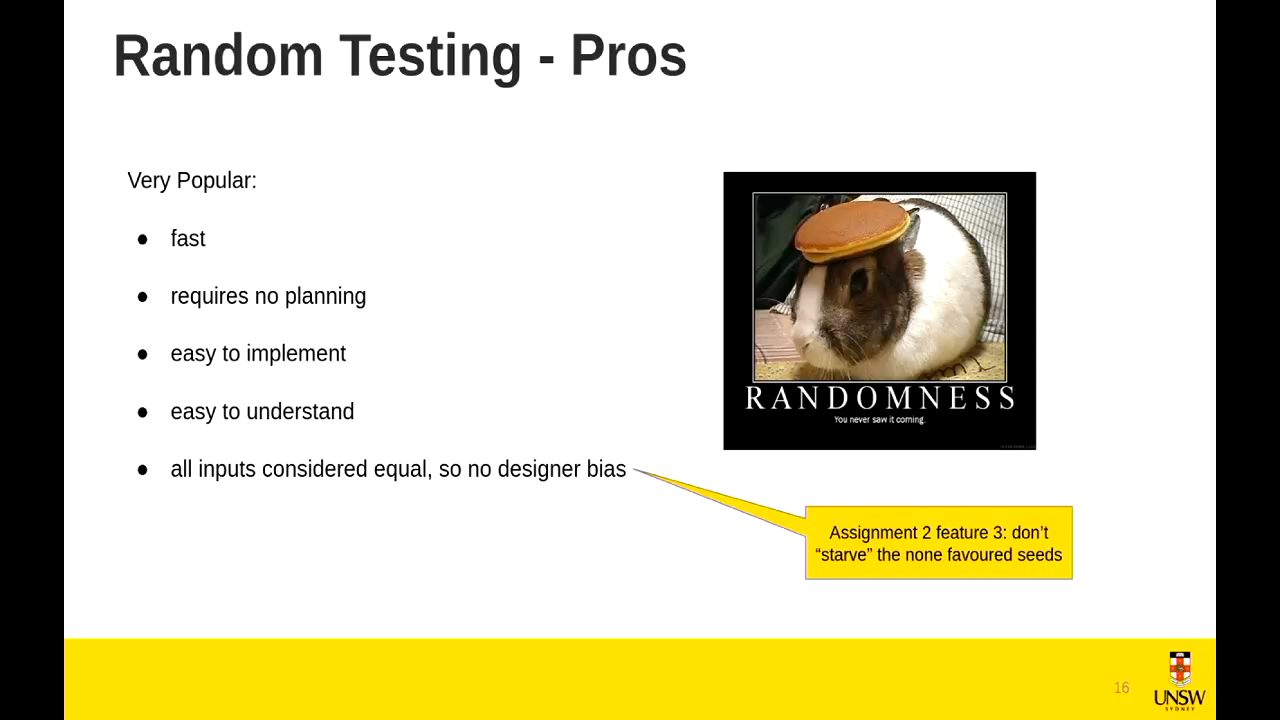 Random Testing - Pros
Very Popular:
● fast
● requires no planning
● easy to implement
● easy to understand
● all inputs considered equal, so no designer bias
RANDOMNESS
You never saw it coming.
Assignment 2 feature 3: don’t
“starve” the none favoured seeds
16
UNSW
SYDNEY